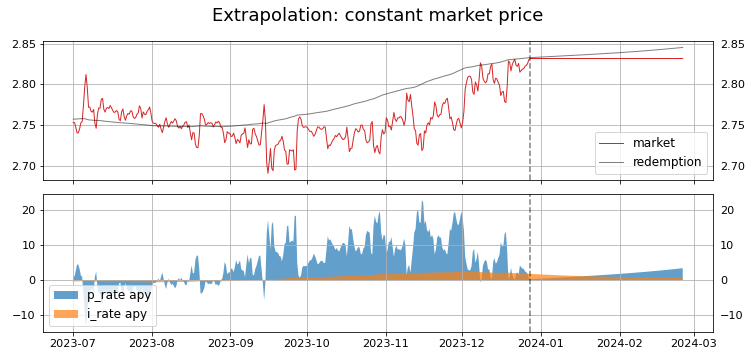 Extrapolation: constant market price
2.85 2.85
2.80 2.80
2.75 2.75
2.70 2.70
market
redemption
20 20
10 10
0 0
−10 −10
p_rate apy
i_rate apy
2023-07 2023-08 2023-09 2023-10 2023-11 2023-12 2024-01 2024-02 2024-03